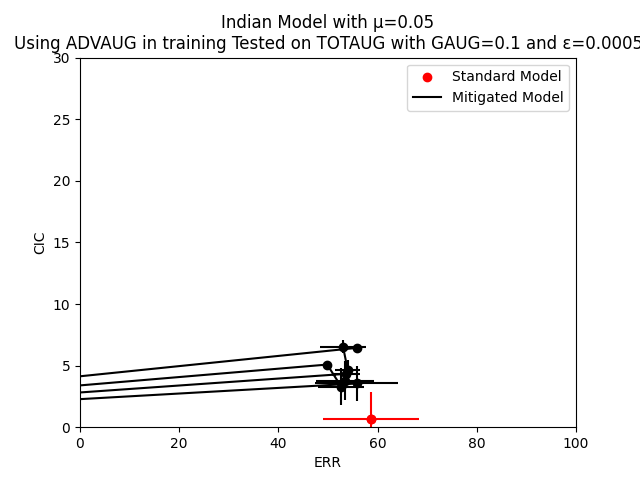 Indian Model with μ=0.05
Using ADVAUG in training Tested on TOTAUG with GAUG=0.1 and ε=0.0005
Standard Model
Mitigated Model
30
25
20
15
10
5
0
CIC
0 20 40 60 80 100
ERR